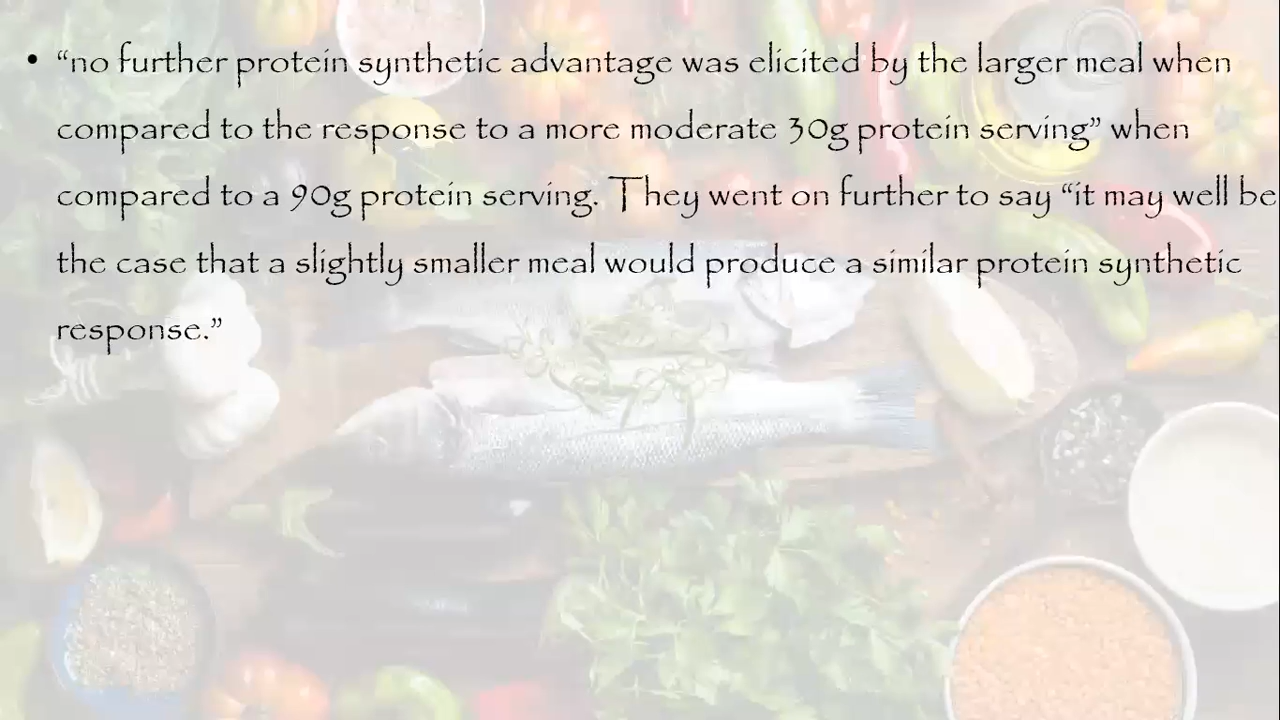 • “no further protein synthetic advantage was elicited by the larger meal when
compared to the response to a more moderate 30g protein serving” when
compared to a 90g protein serving. They went on further to say “it may well be
the case that a slightly smaller meal would produce a similar protein synthetic
response.”